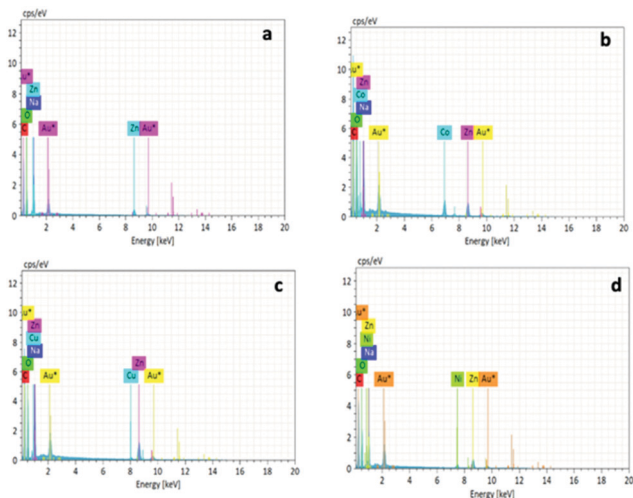 cps/eV
a
12
10
u*
Zn
8
Na
O
6
C Au* Zn Au*
4
2
0
2 4 6 8 10 12 14 16 18 20
Energy [keV]
cps/eV
b
12
10
u*
Zn
8
Co
Na
O
6
C Au* Co Zn Au*
4
2
0
2 4 6 8 10 12 14 16 18 20
Energy [keV]
cps/eV
c
12
10
u*
Zn
8
Cu
Na
O
Zn
6
C Au* Cu Au*
4
2
0
2 4 6 8 10 12 14 16 18 20
Energy [keV]
cps/eV
d
12
10
u*
Zn
8
Ni
Na
O
6
C Au* Ni Zn Au*
4
2
0
2 4 6 8 10 12 14 16 18 20
Energy [keV]